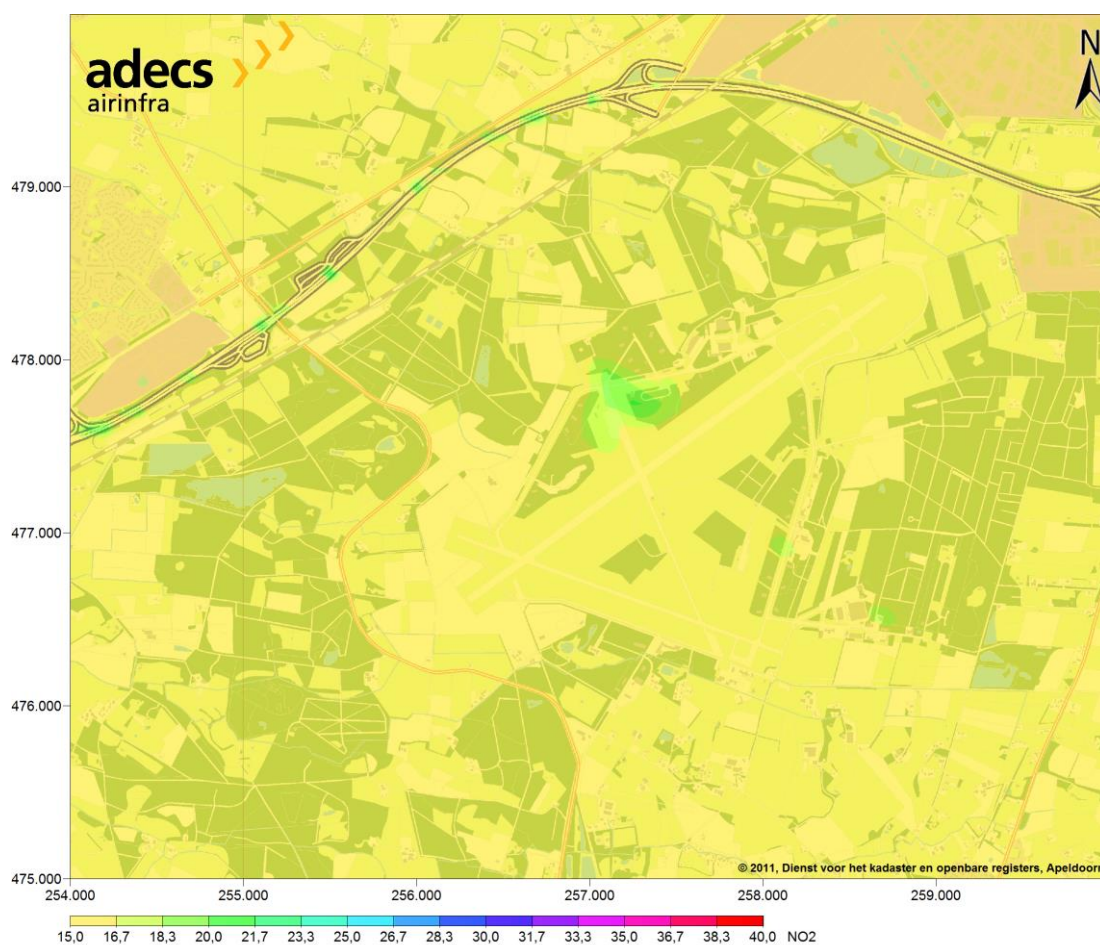 adecs
airinfra
N
479.000
478.000
477.000
476.000
475.000
© 2011, Dienst voor het kadaster en openbare registers, Apeldoorn
254.000 255.000 256.000 257.000 258.000 259.000
15,0 16,7 18,3 20,0 21,7 23,3 25,0 26,7 28,3 30,0 31,7 33,3 35,0 36,7 38,3 40,0 NO2